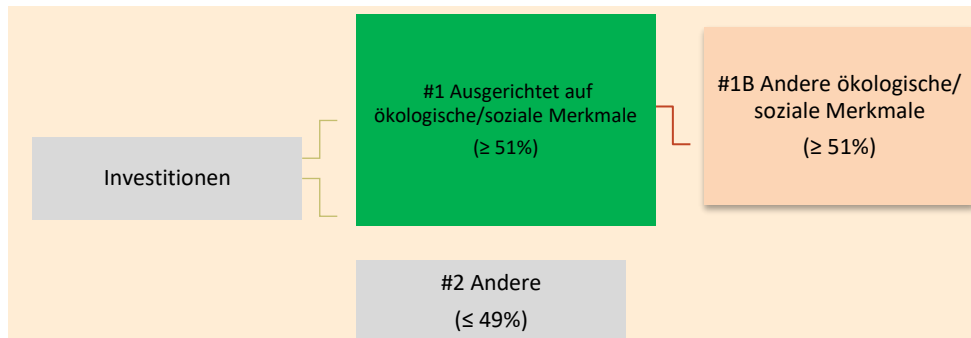 Investitionen
#1 Ausgerichtet auf
ökologische/soziale Merkmale
(≥ 51%)
#1B Andere ökologische/
soziale Merkmale
(≥ 51%)
#2 Andere
(≤ 49%)